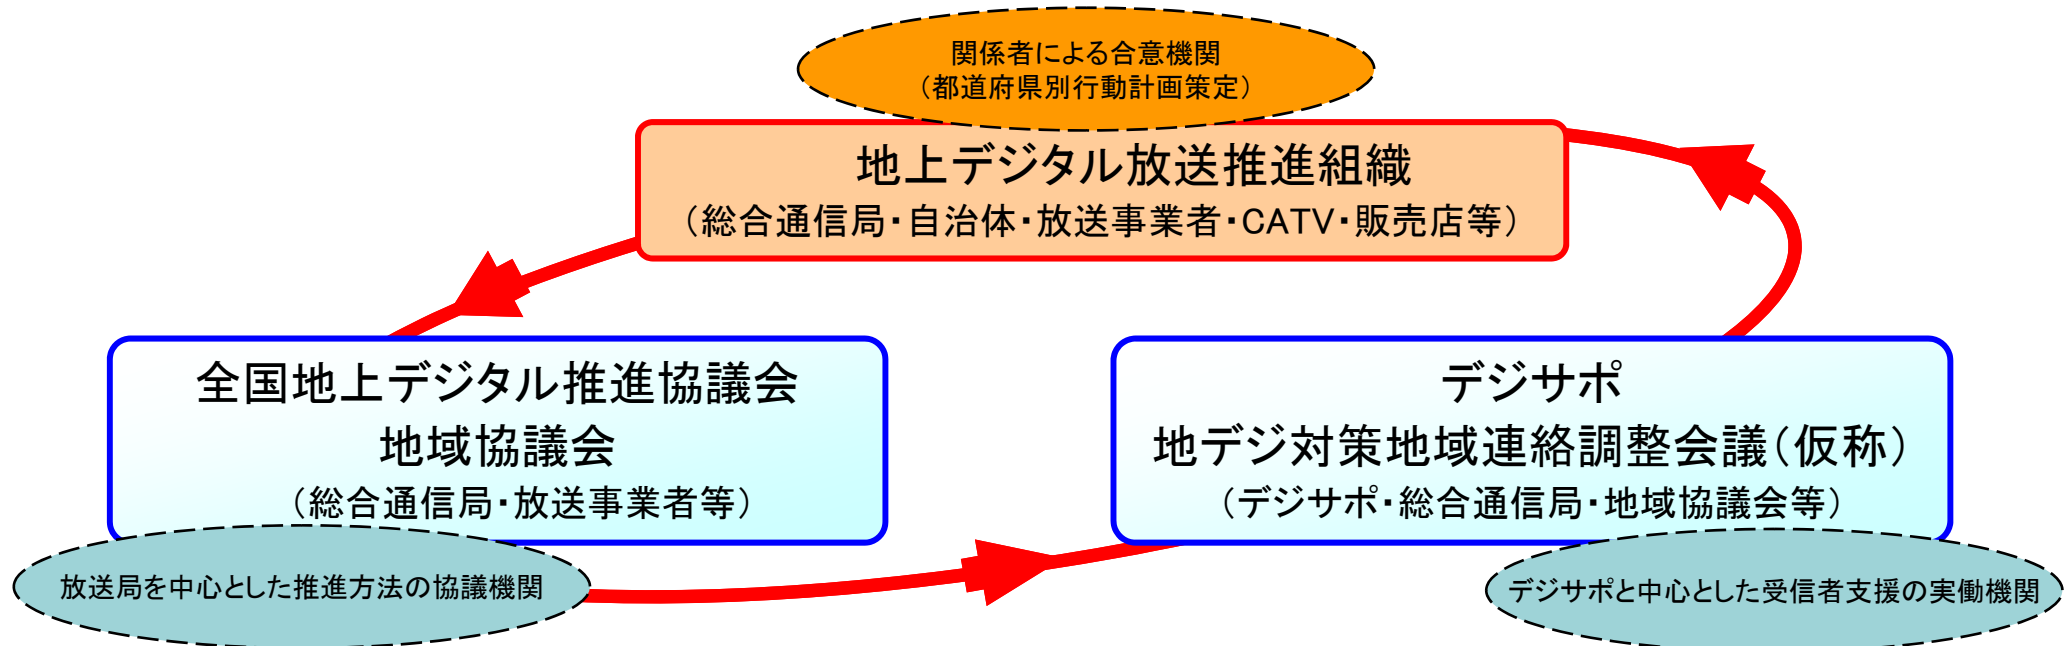 関係者による合意機関
（都道府県別行動計画策定）
地上デジタル放送推進組織
（総合通信局・自治体・放送事業者・CATV・販売店等）
全国地上デジタル推進協議会
地域協議会
（総合通信局・放送事業者等）
放送局を中心とした推進方法の協議機関
デジサポ
地デジ対策地域連絡調整会議（仮称）
（デジサポ・総合通信局・地域協議会等）
デジサポと中心とした受信者支援の実働機関